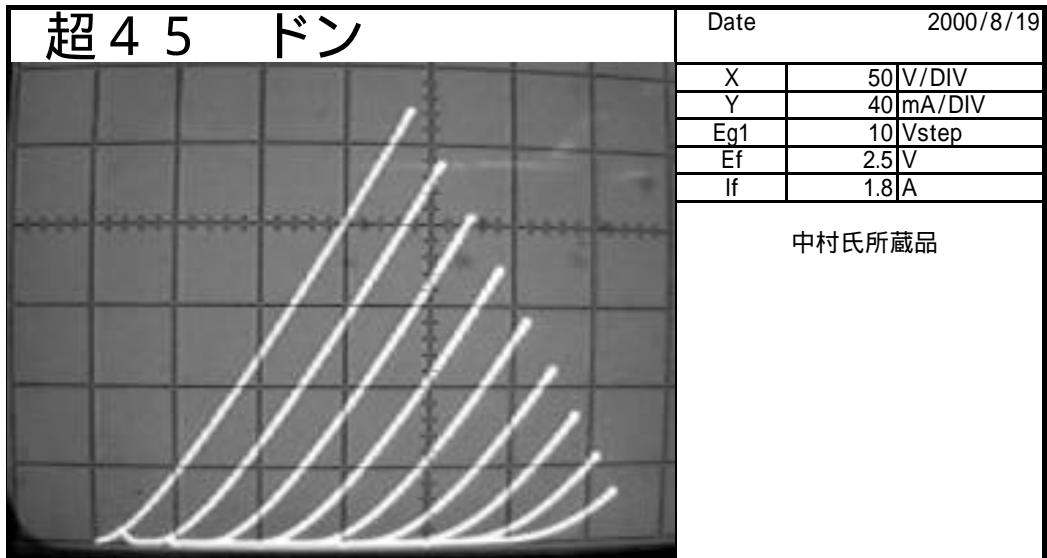 超４５　ドン
Date 2000/8/19
X 50 V/DIV
Y 40 mA/DIV
Eg1 10 Vstep
Ef 2.5 V
If 1.8 A
中村氏所蔵品